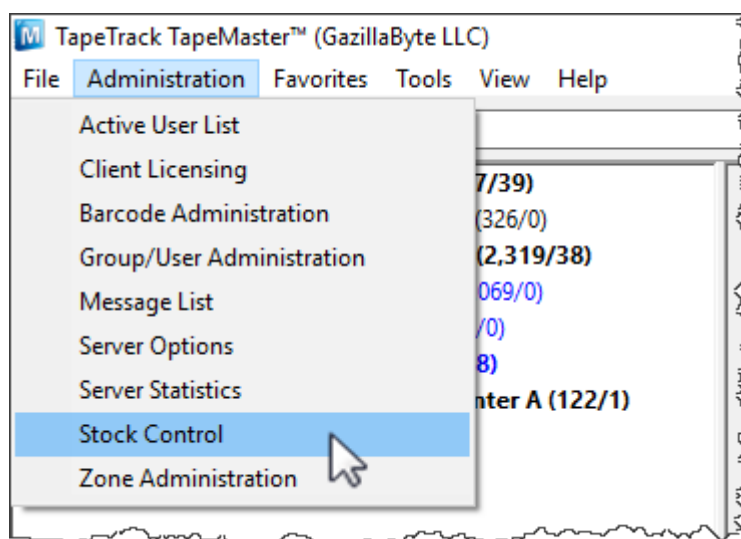 TapeTrack TapeMaster™ (GazillaByte LLC)
File Administration Favorites Tools View Help
Active User List
Client Licensing
7/39)
Barcode Administration
(326/0)
Group/User Administration
(2,319/38)
Message List
069/0)
Server Options
/0)
Server Statistics
8)
nter A (122/1)
Stock Control
Zone Administration